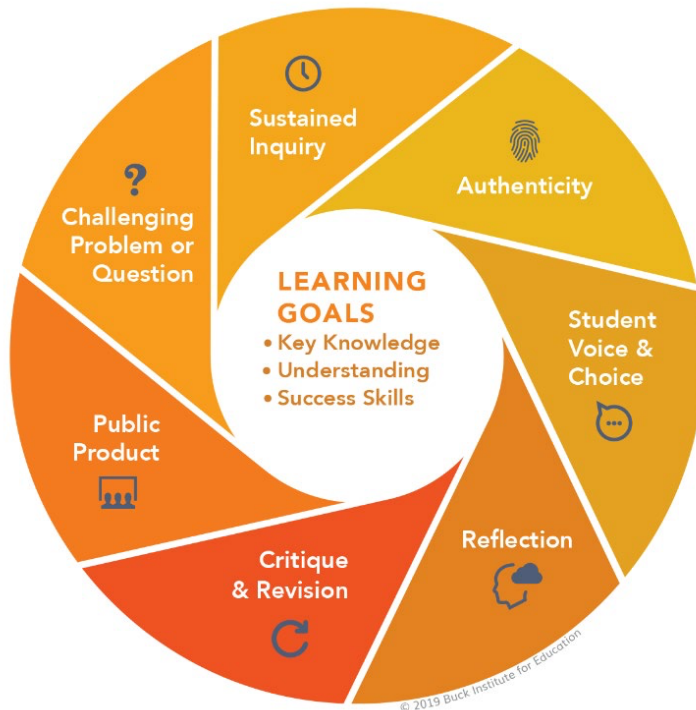 LEARNING
GOALS
• Key Knowledge
• Understanding
• Success Skills
?
Challenging
Problem or
Question
Sustained
Inquiry
Authenticity
Student
Voice &
Choice
Reflection
Critique
& Revision
Public
Product
© 2019 Buck Institute for Education